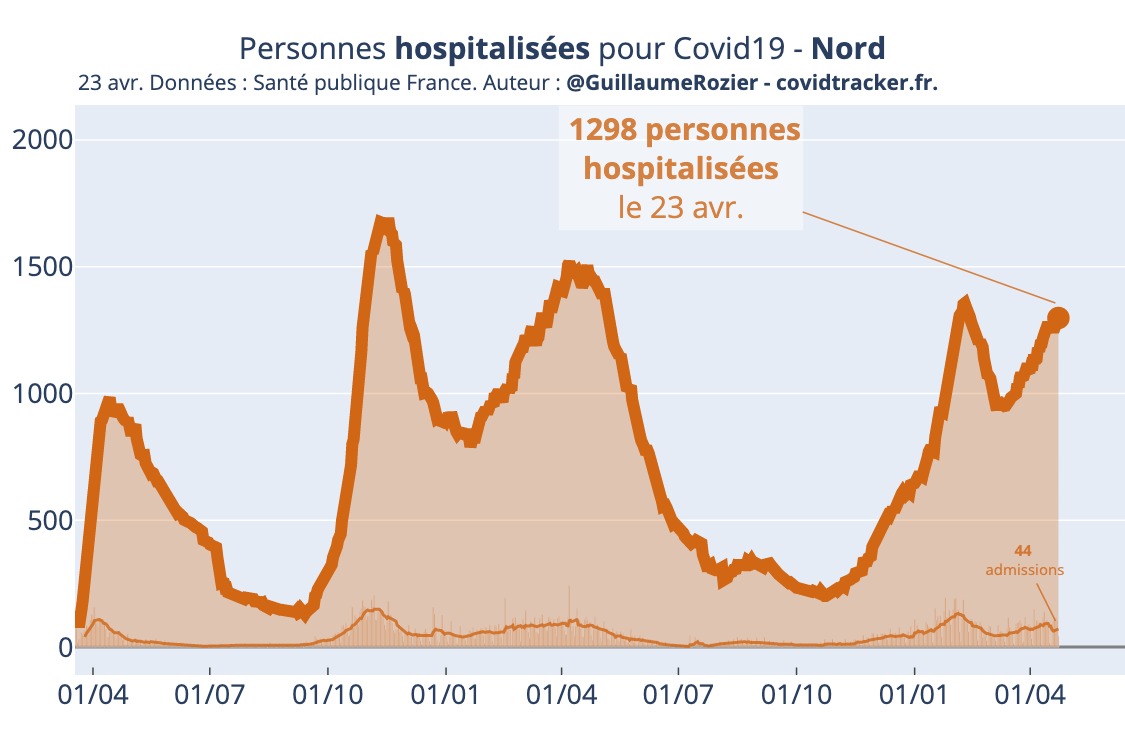 Personnes hospitalisées pour Covid19 - Nord
23 avr. Données : Santé publique France. Auteur : @GuillaumeRozier - covidtracker.fr.
1298 personnes
hospitalisées
le 23 avr.
2000
1500
1000
500
0
44
admissions
01/04
01/07
01/10
01/01
01/04
01/07
01/10
01/01
01/04